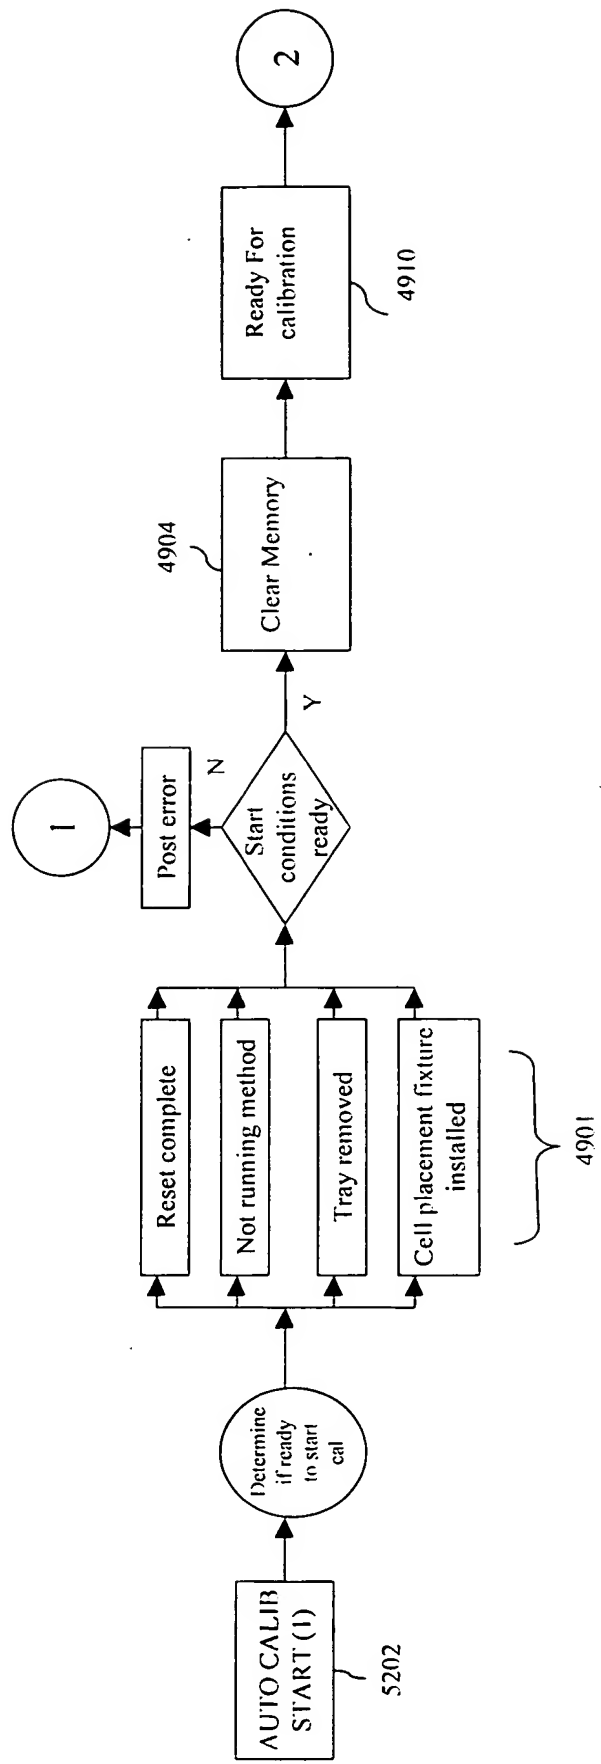 AUTO CALIB
START (1)
5202
Determine
if ready
to start
cal
Reset complete
Not running method
Tray removed
Cell placement fixture
installed
4901
Start
conditions
ready
N
Post error
1
Y
Clear Memory
4904
Ready For
calibration
4910
2